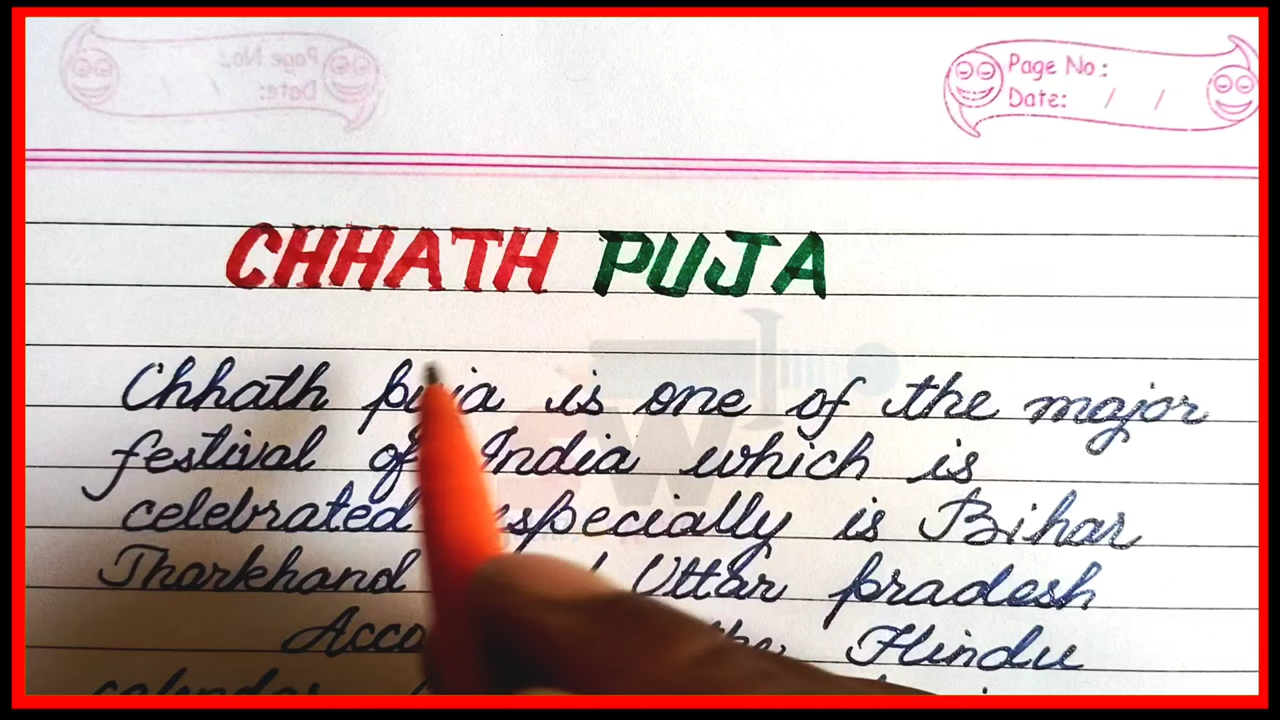 Page No.:
Date: / /
CHHATH PUJA
Chhath puja is one of the major
festival of India which is
celebrated especially is Bihar
Jharkhand Uttar pradesh
the Hindu